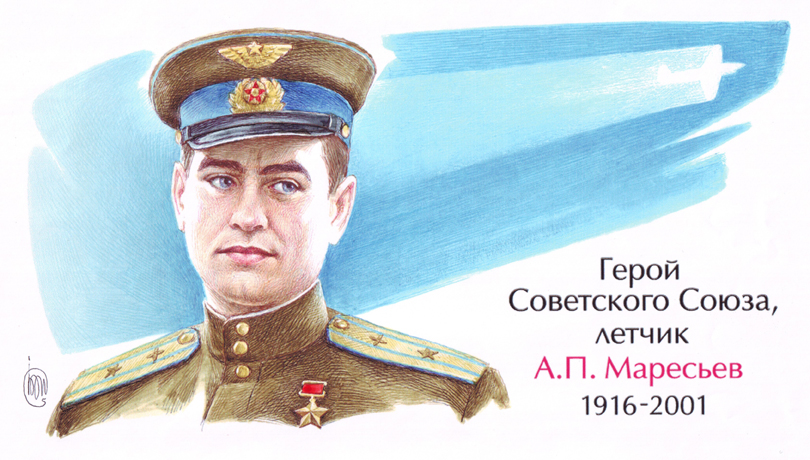 Герой
Советского Союза,
летчик
А.П. Маресьев
1916-2001